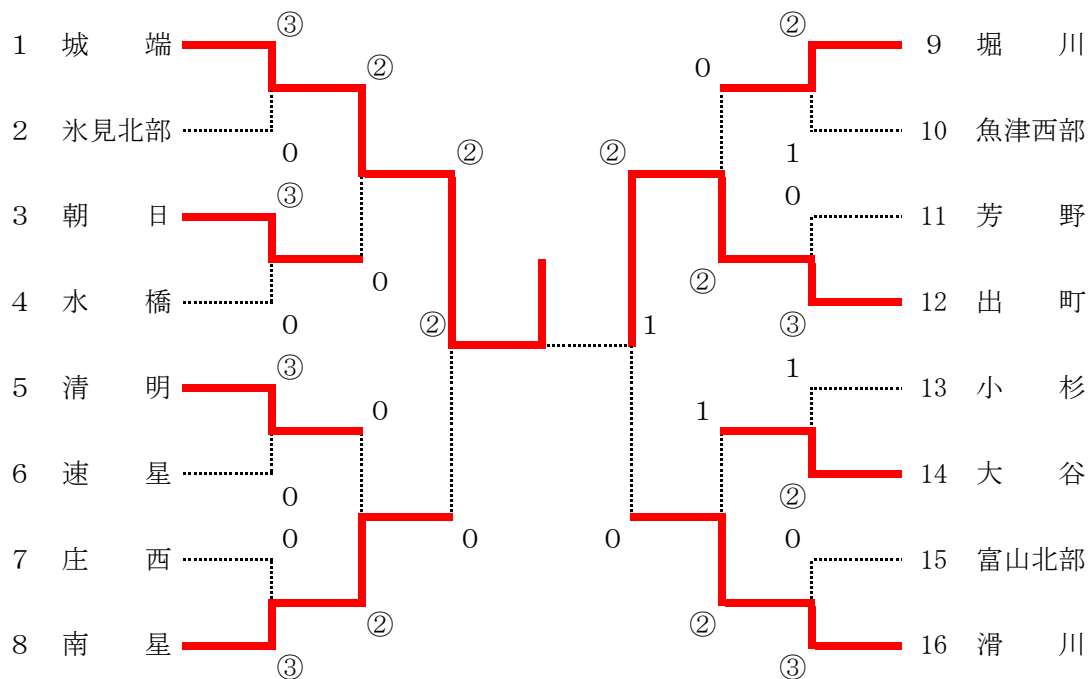 ③ ②
1 城 端 9 堀 川
② 0
2 氷見北部 10 魚津西部
0 ② ② 1
③ 0
3 朝 日 11 芳 野
0 ②
4 水 橋 12 出 町
0 ② 1 ③
③ 1
5 清 明 13 小 杉
0 1
6 速 星 14 大 谷
0 ②
0 0 0 0
7 庄 西 15 富山北部
② ②
8 南 星 16 滑 川
③ ③